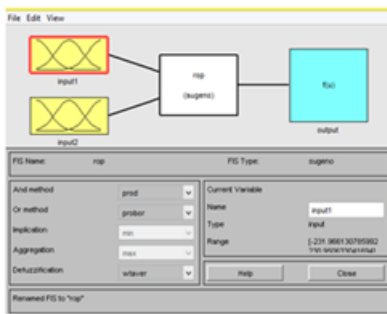 File Edit View
input1
rop
(sugeno)
f(u)
input2
output
FIS Name: rop FIS Type: sugeno
And method prod
Or method probor
Implication min
Aggregation max
Defuzzification wtaver
Current Variable
Name input1
Type input
Range
Help Close
Renamed FIS to "rop"